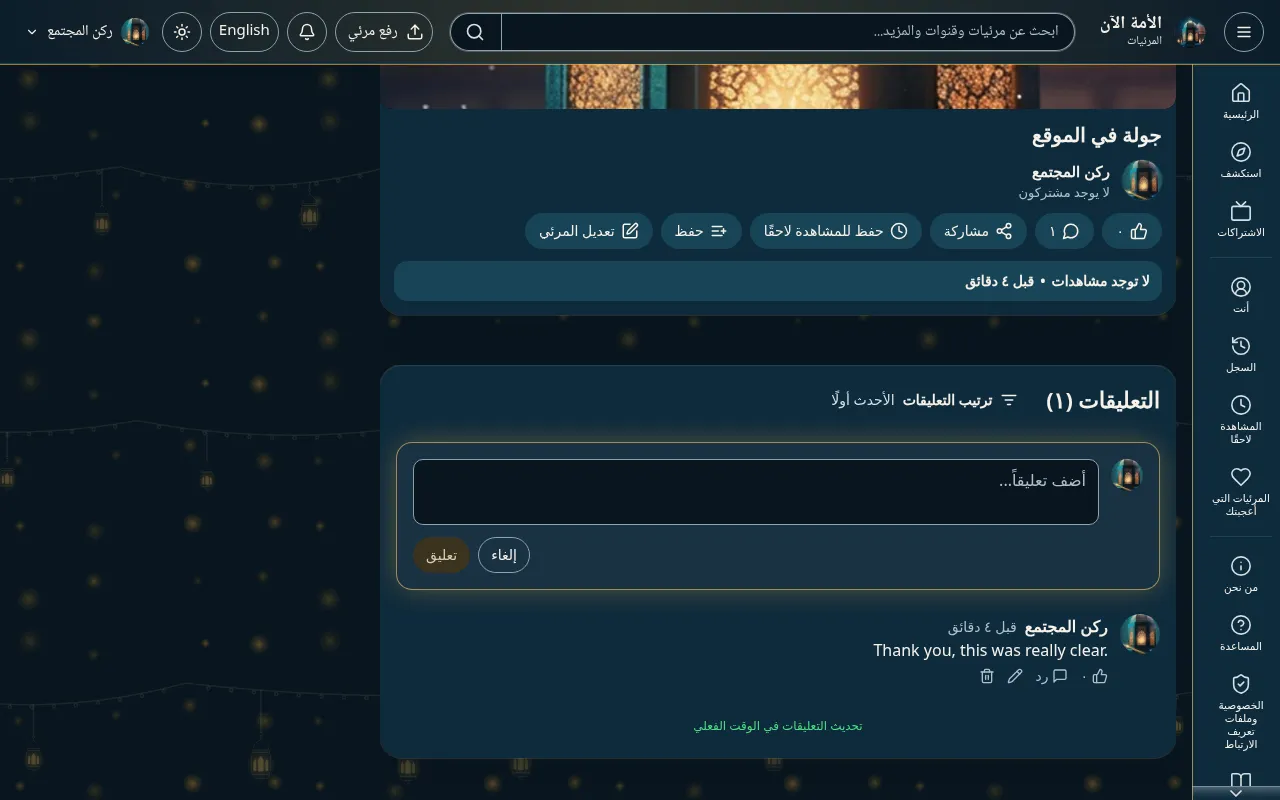 الأمة الآن
المرئيات
ابحث عن مرئيات وقنوات والمزيد...
رفع مرئي
English
ركن المجتمع
الرئيسية
استكشف
الاشتراكات
أنت
السجل
المشاهدة
لاحقًا
المرئيات التي
أعجبتك
من نحن
المساعدة
الخصوصية
وملفات
تعريف
الارتباط
جولة في الموقع
ركن المجتمع
لا يوجد مشتركون
٠
١
مشاركة
حفظ للمشاهدة لاحقًا
حفظ
تعديل المرئي
لا توجد مشاهدات • قبل ٤ دقائق
التعليقات (١)
ترتيب التعليقات الأحدث أولًا
أضف تعليقاً...
إلغاء
تعليق
ركن المجتمع قبل ٤ دقائق
Thank you, this was really clear.
٠ رد
تحديث التعليقات في الوقت الفعلي